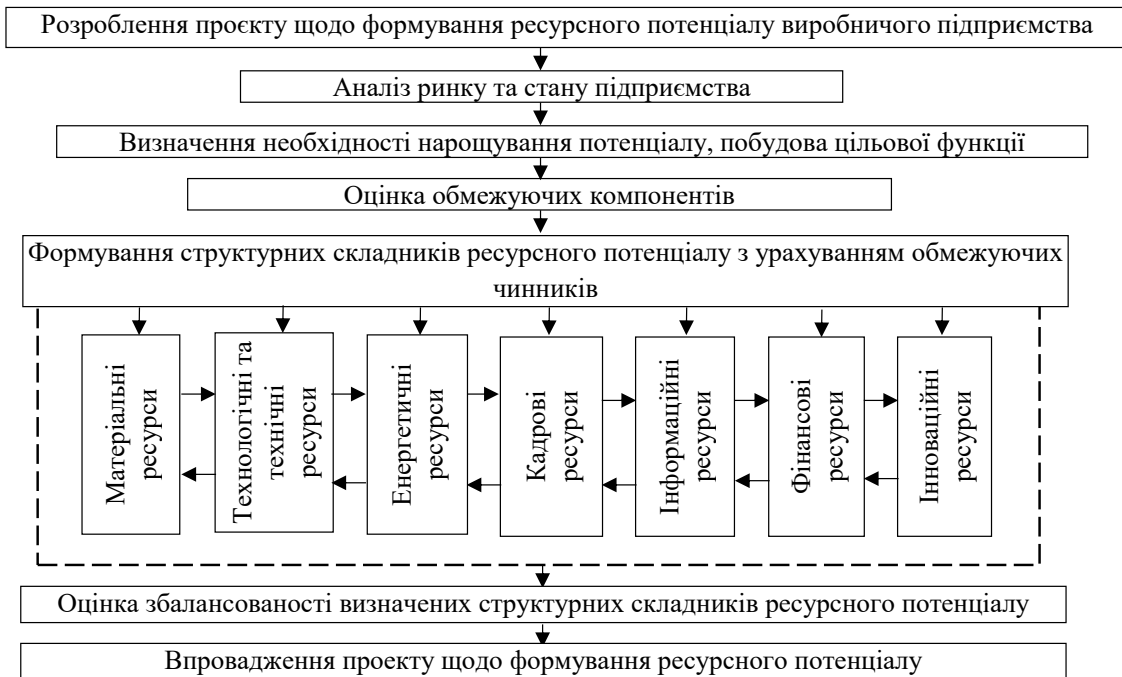 Розроблення проєкту щодо формування ресурсного потенціалу виробничого підприємства
Аналіз ринку та стану підприємства
Визначення необхідності нарощування потенціалу, побудова цільової функції
Оцінка обмежуючих компонентів
Формування структурних складників ресурсного потенціалу з урахуванням обмежуючих
чинників
Матеріальні
ресурси
Технологічні та
технічні
ресурси
Енергетичні
ресурси
Кадрові
ресурси
Інформаційні
ресурси
Фінансові
ресурси
Інноваційні
ресурси
Оцінка збалансованості визначених структурних складників ресурсного потенціалу
Впровадження проекту щодо формування ресурсного потенціалу